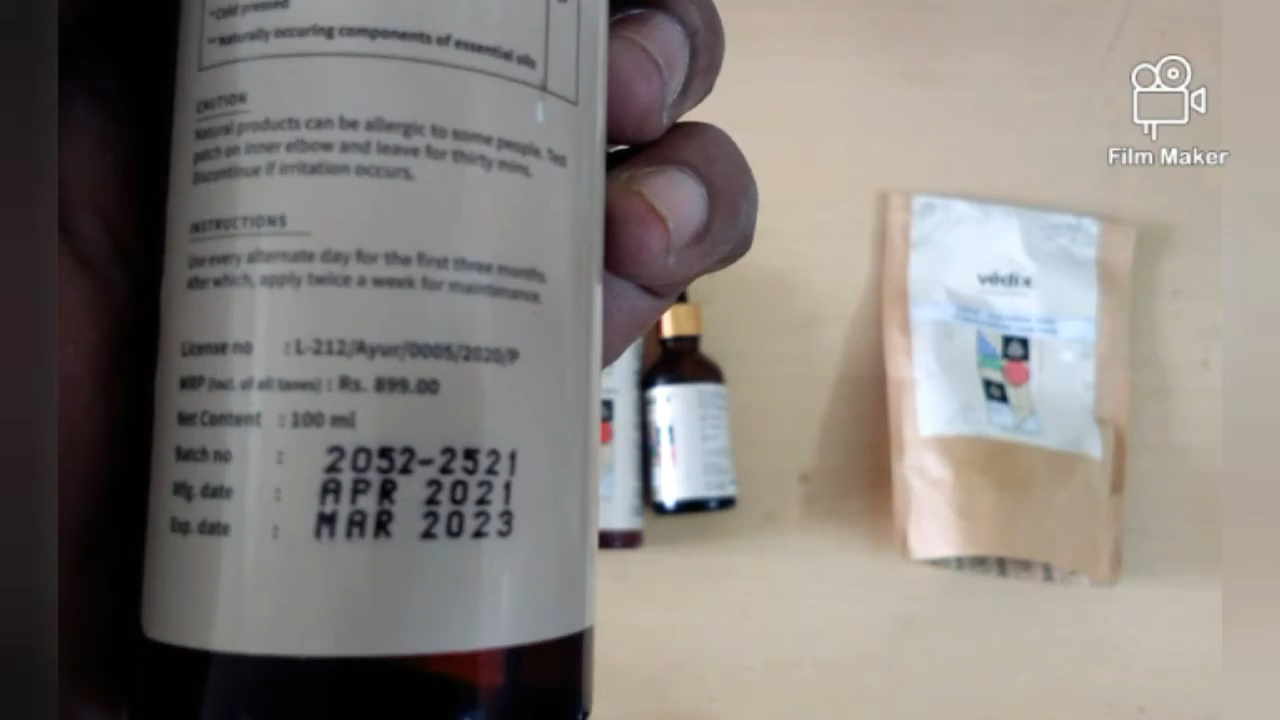 *Cold pressed
**Naturally occuring components of essential oils
CAUTION
Natural products can be allergic to some people. Test
patch on inner elbow and leave for thirty mins.
Discontinue if irritation occurs.
INSTRUCTIONS
Use every alternate day for the first three months.
After which, apply twice a week for maintenance.
License no : L-212/Ayur/0005/2020/P
MRP (incl. of all taxes) : Rs. 899.00
Net Content : 100 ml
Batch no : 2052-2521
Mfg. date : APR 2021
Exp. date : MAR 2023
Film Maker
vedix